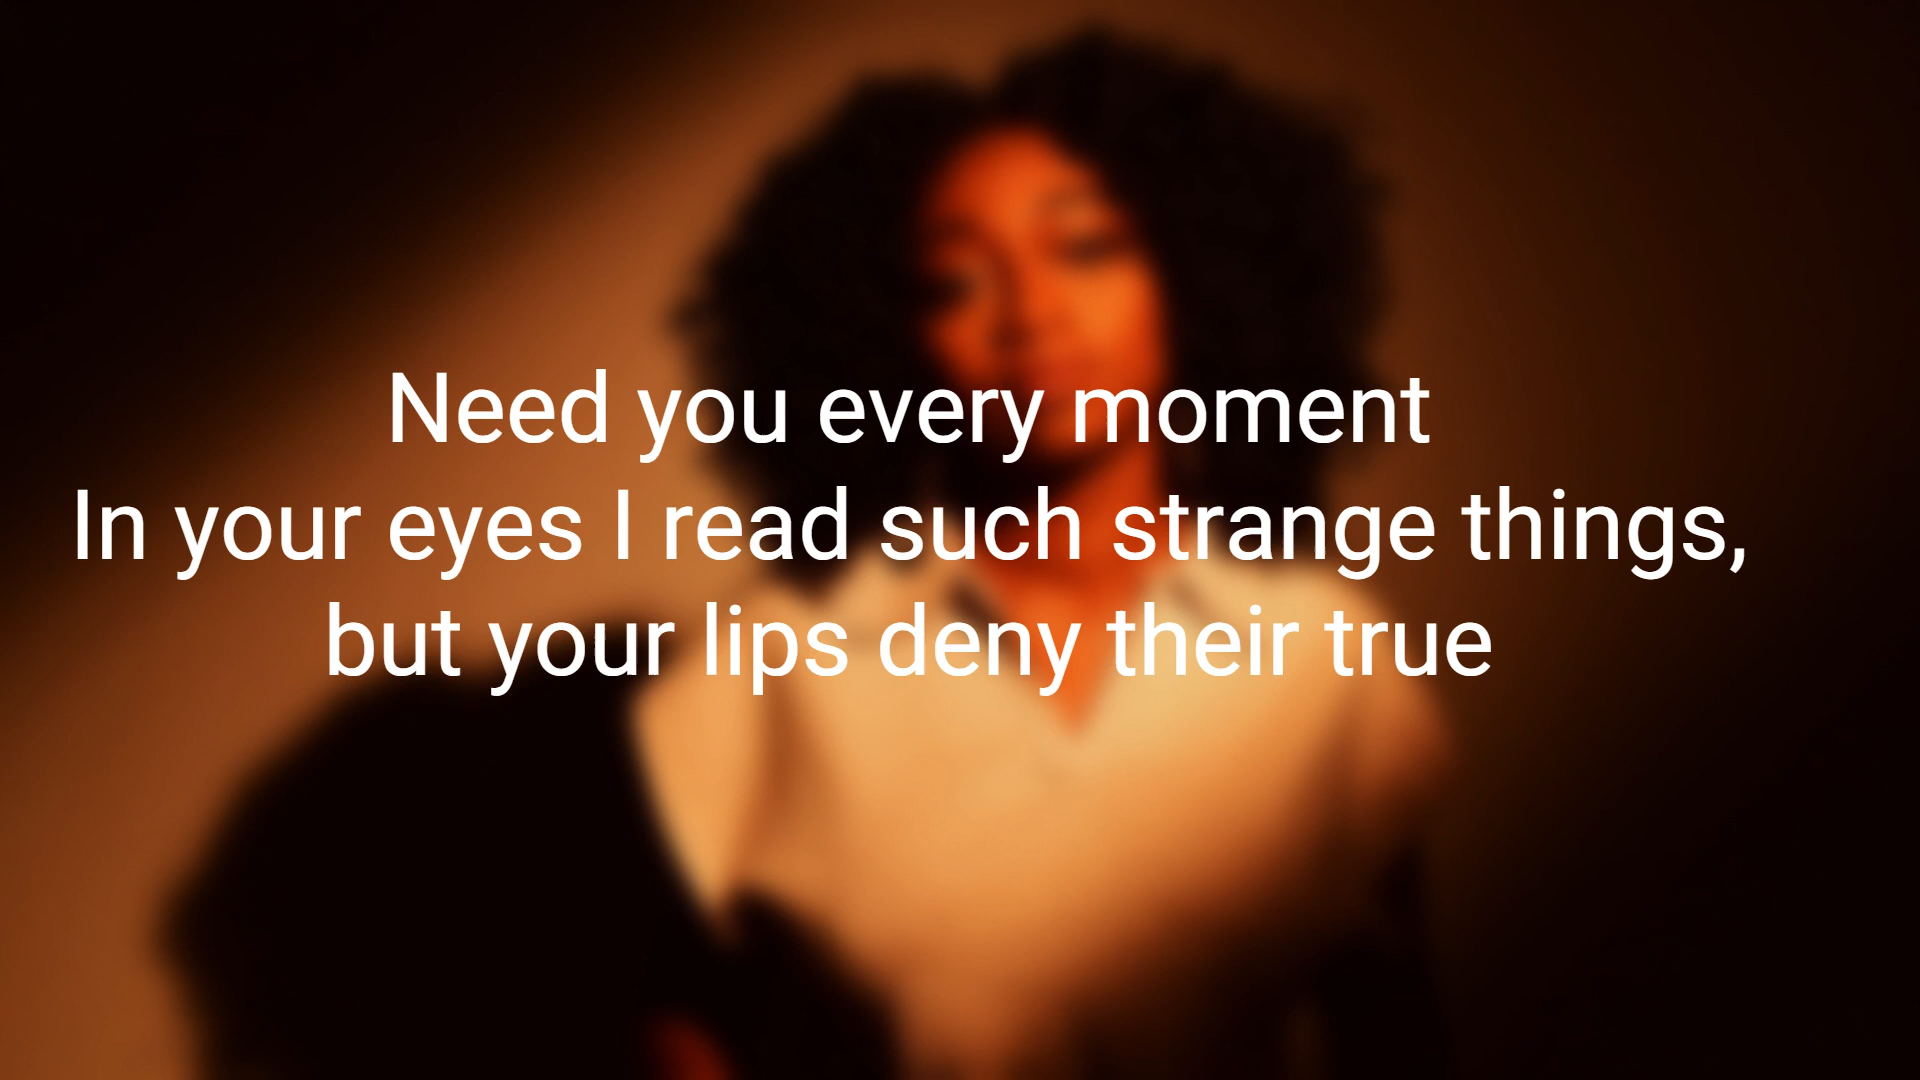 Need you every moment
In your eyes I read such strange things,
but your lips deny their true